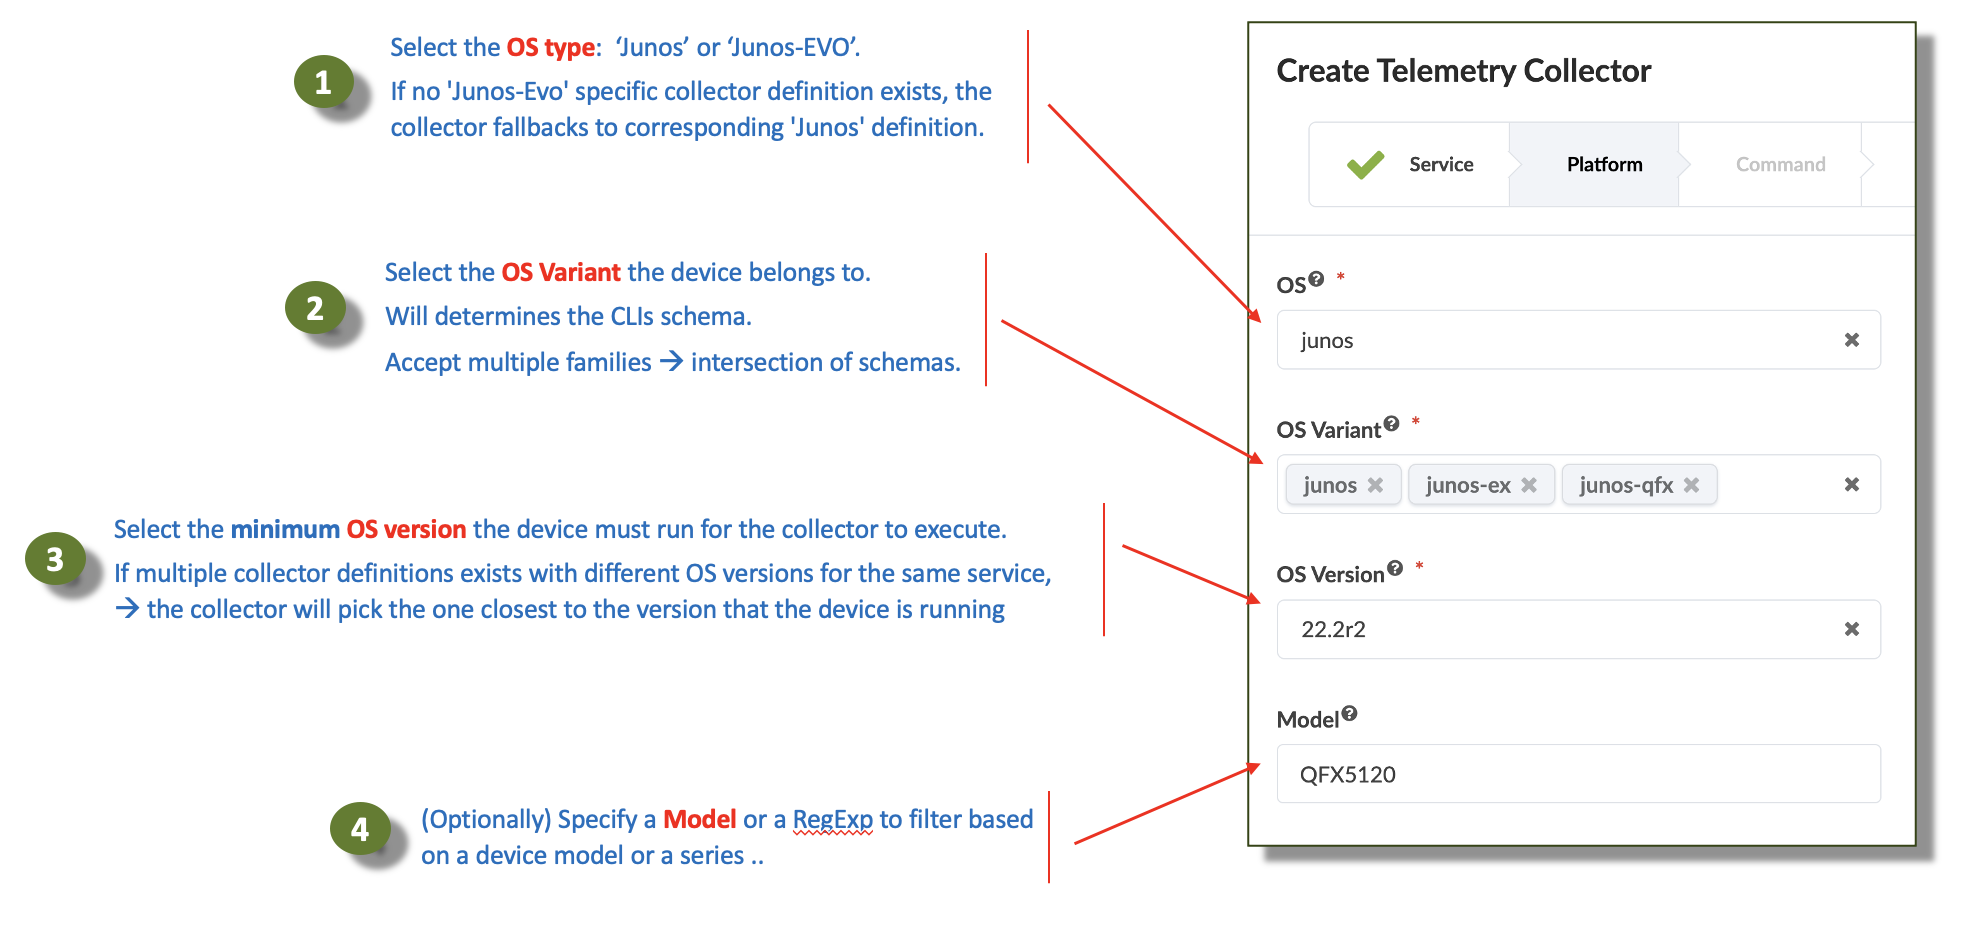 1
Select the OS type:  ‘Junos’ or ‘Junos-EVO’.
If no 'Junos-Evo' specific collector definition exists, the
collector fallbacks to corresponding 'Junos' definition.
2
Select the OS Variant the device belongs to.
Will determines the CLIs schema.
Accept multiple families → intersection of schemas.
3
Select the minimum OS version the device must run for the collector to execute.
If multiple collector definitions exists with different OS versions for the same service,
→ the collector will pick the one closest to the version that the device is running
4
(Optionally) Specify a Model or a RegExp to filter based
on a device model or a series ..
Create Telemetry Collector
Service Platform Command
OS *
junos
OS Variant *
junos junos-ex junos-qfx
OS Version *
22.2r2
Model
QFX5120